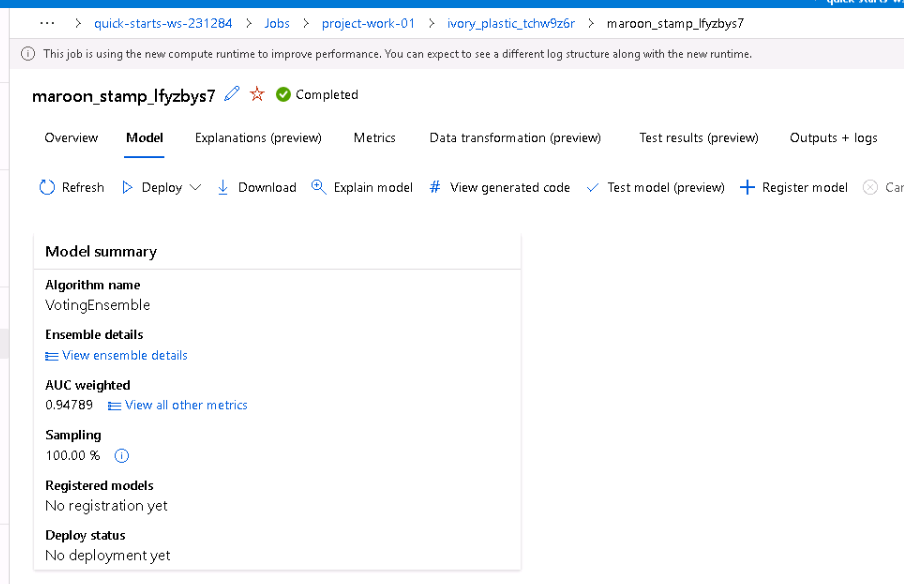 ··· > quick-starts-ws-231284 > Jobs > project-work-01 > ivory_plastic_tchw9z6r > maroon_stamp_lfyzbys7
This job is using the new compute runtime to improve performance. You can expect to see a different log structure along with the new runtime.
maroon_stamp_lfyzbys7 Completed
Overview Model Explanations (preview) Metrics Data transformation (preview) Test results (preview) Outputs + logs
Refresh Deploy Download Explain model # View generated code Test model (preview) + Register model
Model summary
Algorithm name
VotingEnsemble
Ensemble details
View ensemble details
AUC weighted
0.94789 View all other metrics
Sampling
100.00 %
Registered models
No registration yet
Deploy status
No deployment yet